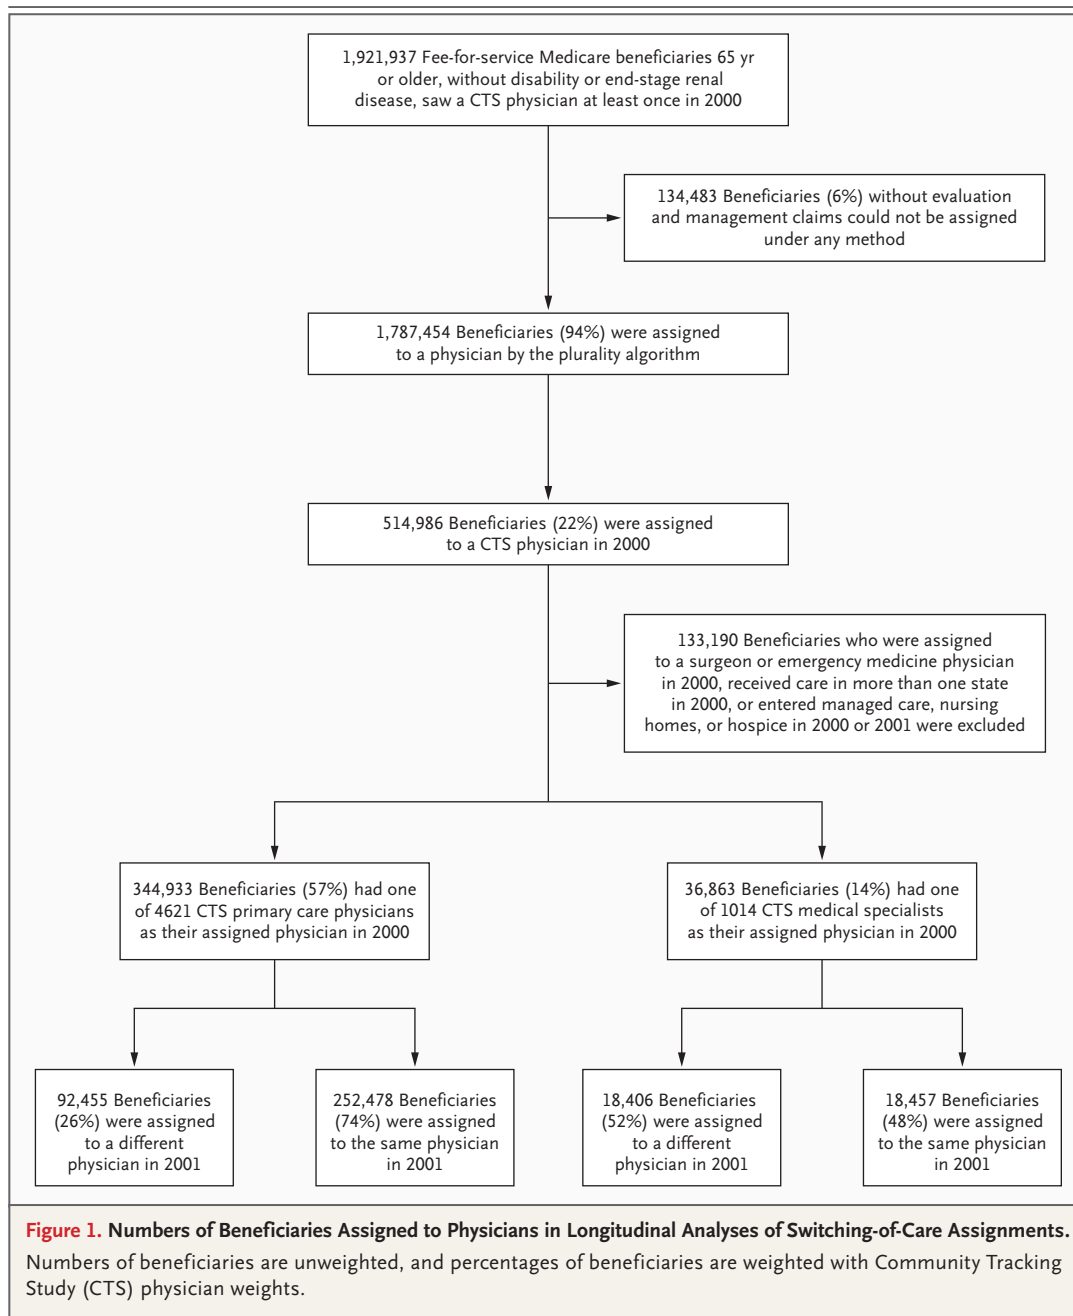 1,921,937 Fee-for-service Medicare beneficiaries 65 yr
or older, without disability or end-stage renal
disease, saw a CTS physician at least once in 2000
134,483 Beneficiaries (6%) without evaluation
and management claims could not be assigned
under any method
1,787,454 Beneficiaries (94%) were assigned
to a physician by the plurality algorithm
514,986 Beneficiaries (22%) were assigned
to a CTS physician in 2000
133,190 Beneficiaries who were assigned
to a surgeon or emergency medicine physician
in 2000, received care in more than one state
in 2000, or entered managed care, nursing
homes, or hospice in 2000 or 2001 were excluded
344,933 Beneficiaries (57%) had one
of 4621 CTS primary care physicians
as their assigned physician in 2000
36,863 Beneficiaries (14%) had one
of 1014 CTS medical specialists
as their assigned physician in 2000
92,455 Beneficiaries
(26%) were assigned
to a different
physician in 2001
252,478 Beneficiaries
(74%) were assigned
to the same physician
in 2001
18,406 Beneficiaries
(52%) were assigned
to a different
physician in 2001
18,457 Beneficiaries
(48%) were assigned
to the same physician
in 2001
Figure 1. Numbers of Beneficiaries Assigned to Physicians in Longitudinal Analyses of Switching-of-Care Assignments.
Numbers of beneficiaries are unweighted, and percentages of beneficiaries are weighted with Community Tracking
Study (CTS) physician weights.